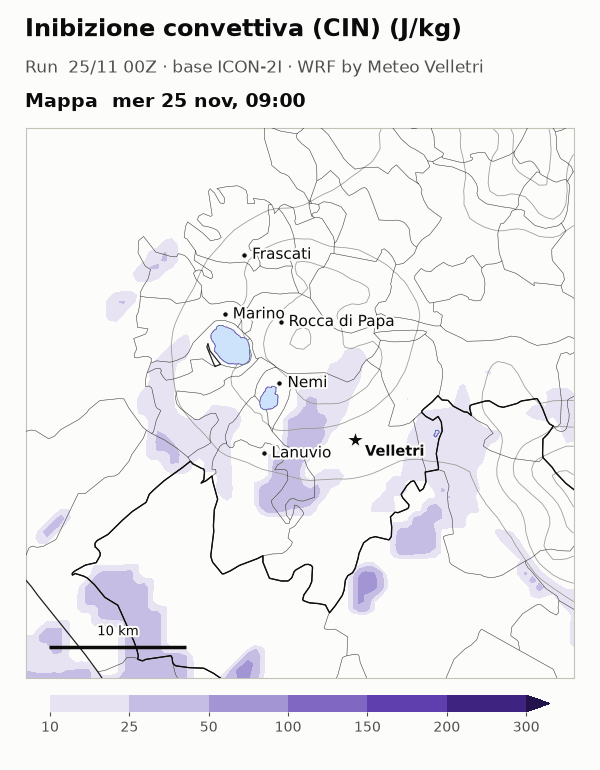 Inibizione convettiva (CIN) (J/kg)
Run  25/11 00Z · base ICON-2I · WRF by Meteo Velletri
Mappa  mer 25 nov, 09:00
Frascati
Marino
Rocca di Papa
Nemi
Velletri
Lanuvio
10 km
10 25 50 100 150 200 300